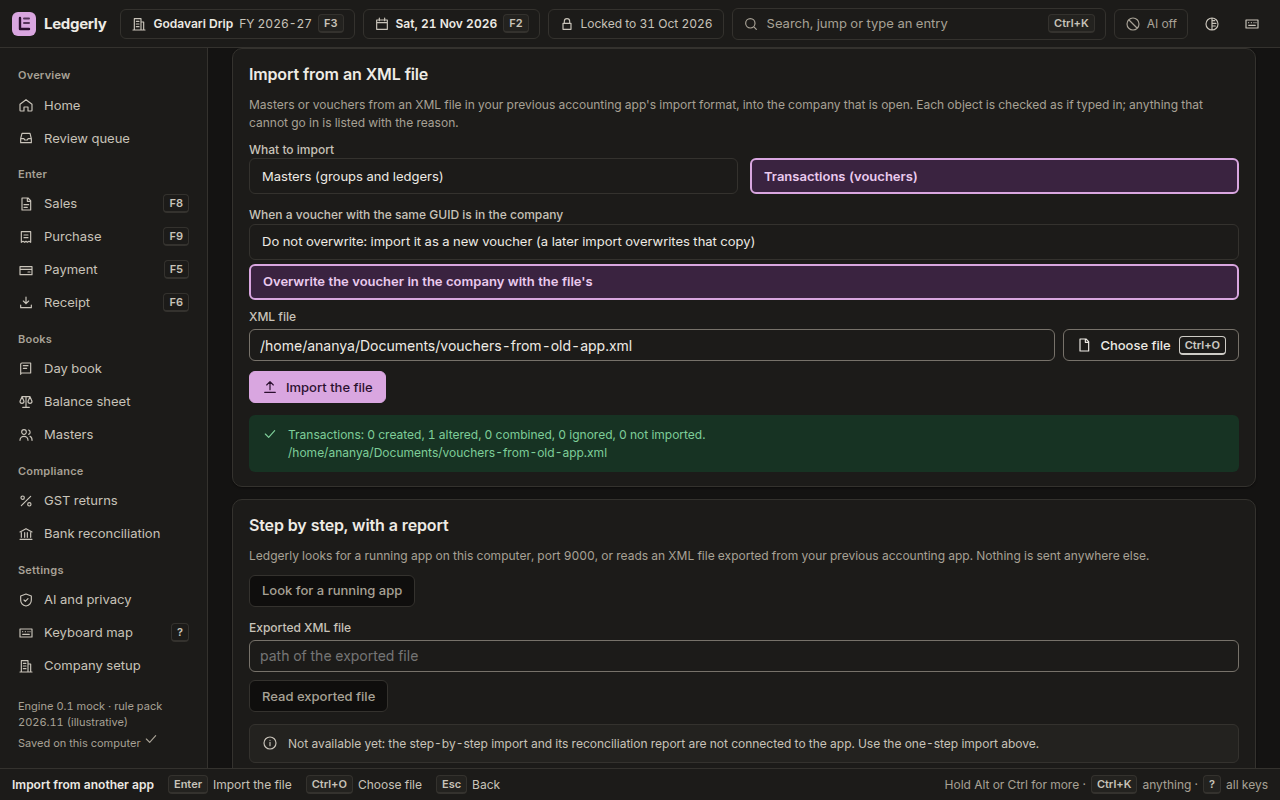 Ledgerly
Godavari Drip FY 2026-27 F3
Sat, 21 Nov 2026 F2
Locked to 31 Oct 2026
Search, jump or type an entry Ctrl+K
AI off
Overview
Home
Review queue
Enter
Sales F8
Purchase F9
Payment F5
Receipt F6
Books
Day book
Balance sheet
Masters
Compliance
GST returns
Bank reconciliation
Settings
AI and privacy
Keyboard map ?
Company setup
Engine 0.1 mock · rule pack
2026.11 (illustrative)
Saved on this computer
Import from an XML file
Masters or vouchers from an XML file in your previous accounting app's import format, into the company that is open. Each object is checked as if typed in; anything that
cannot go in is listed with the reason.
What to import
Masters (groups and ledgers)
Transactions (vouchers)
When a voucher with the same GUID is in the company
Do not overwrite: import it as a new voucher (a later import overwrites that copy)
Overwrite the voucher in the company with the file's
XML file
/home/ananya/Documents/vouchers-from-old-app.xml
Choose file Ctrl+O
Import the file
Transactions: 0 created, 1 altered, 0 combined, 0 ignored, 0 not imported.
/home/ananya/Documents/vouchers-from-old-app.xml
Step by step, with a report
Ledgerly looks for a running app on this computer, port 9000, or reads an XML file exported from your previous accounting app. Nothing is sent anywhere else.
Look for a running app
Exported XML file
path of the exported file
Read exported file
Not available yet: the step-by-step import and its reconciliation report are not connected to the app. Use the one-step import above.
Import from another app Enter Import the file Ctrl+O Choose file Esc Back
Hold Alt or Ctrl for more · Ctrl+K anything · ? all keys